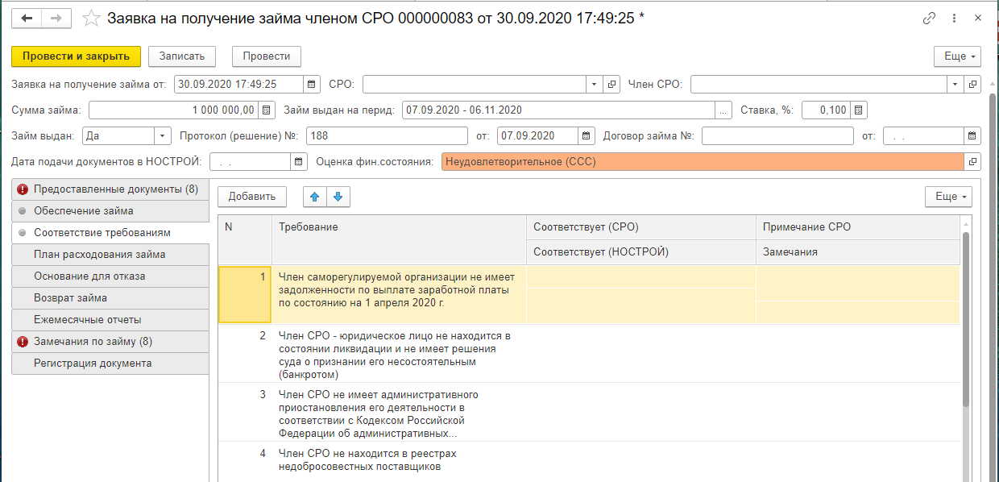 Заявка на получение займа членом СРО 000000083 от 30.09.2020 17:49:25 *
Провести и закрыть Записать Провести Еще
Заявка на получение займа от: 30.09.2020 17:49:25 СРО: Член СРО:
Сумма займа: 1 000 000,00 Займ выдан на перид: 07.09.2020 - 06.11.2020 ... Ставка, %: 0,100
Займ выдан: Да Протокол (решение) №: 188 от: 07.09.2020 Договор займа №: от: . .
Дата подачи документов в НОСТРОЙ: . . Оценка фин.состояния: Неудовлетворительное (ССС)
Предоставленные документы (8)
Обеспечение займа
Соответствие требованиям
План расходования займа
Основание для отказа
Возврат займа
Ежемесячные отчеты
Замечания по займу (8)
Регистрация документа
Добавить Еще
N Требование Соответствует (СРО) Примечание СРО
Соответствует (НОСТРОЙ) Замечания
1 Член саморегулируемой организации не имеет
задолженности по выплате заработной платы
по состоянию на 1 апреля 2020 г.
2 Член СРО - юридическое лицо не находится в
состоянии ликвидации и не имеет решения
суда о признании его несостоятельным
(банкротом)
3 Член СРО не имеет административного
приостановления его деятельности в
соответствии с Кодексом Российской
Федерации об административных...
4 Член СРО не находится в реестрах
недобросовестных поставщиков